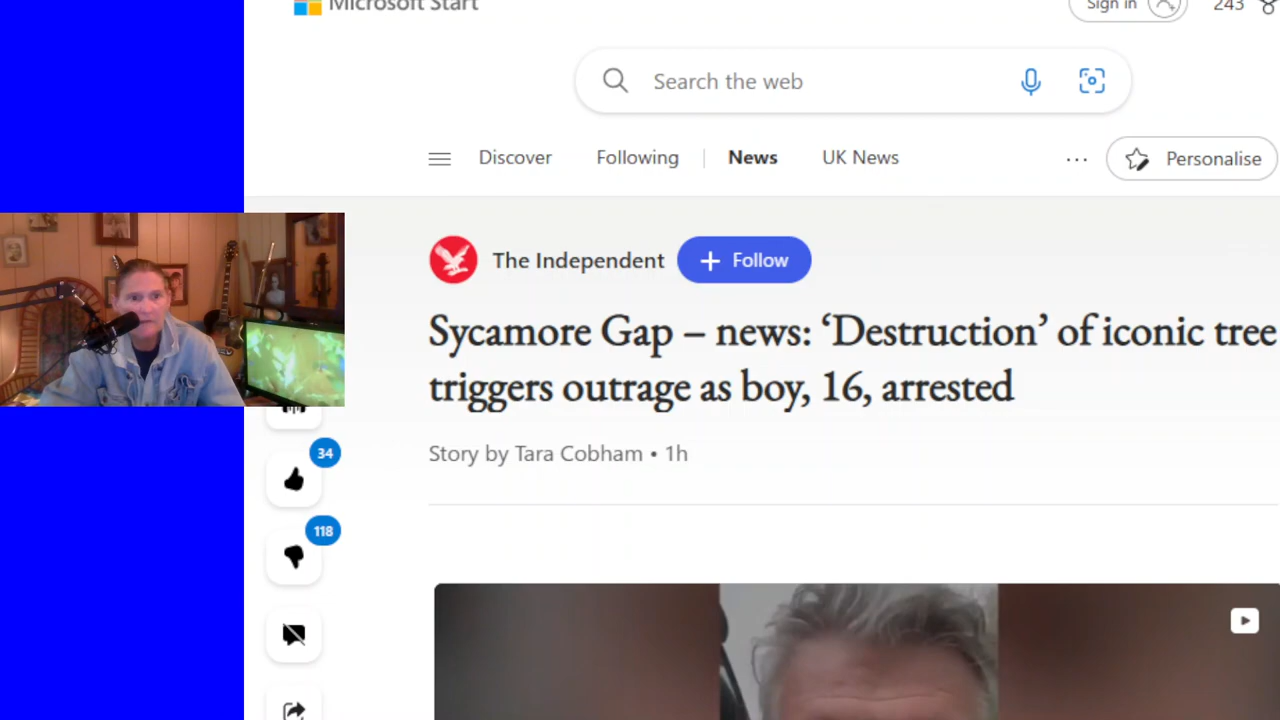 Microsoft Start
Sign in
243
Search the web
Discover
Following
News
UK News
...
Personalise
The Independent
+ Follow
Sycamore Gap – news: ‘Destruction’ of iconic tree
triggers outrage as boy, 16, arrested
Story by Tara Cobham • 1h
34
118